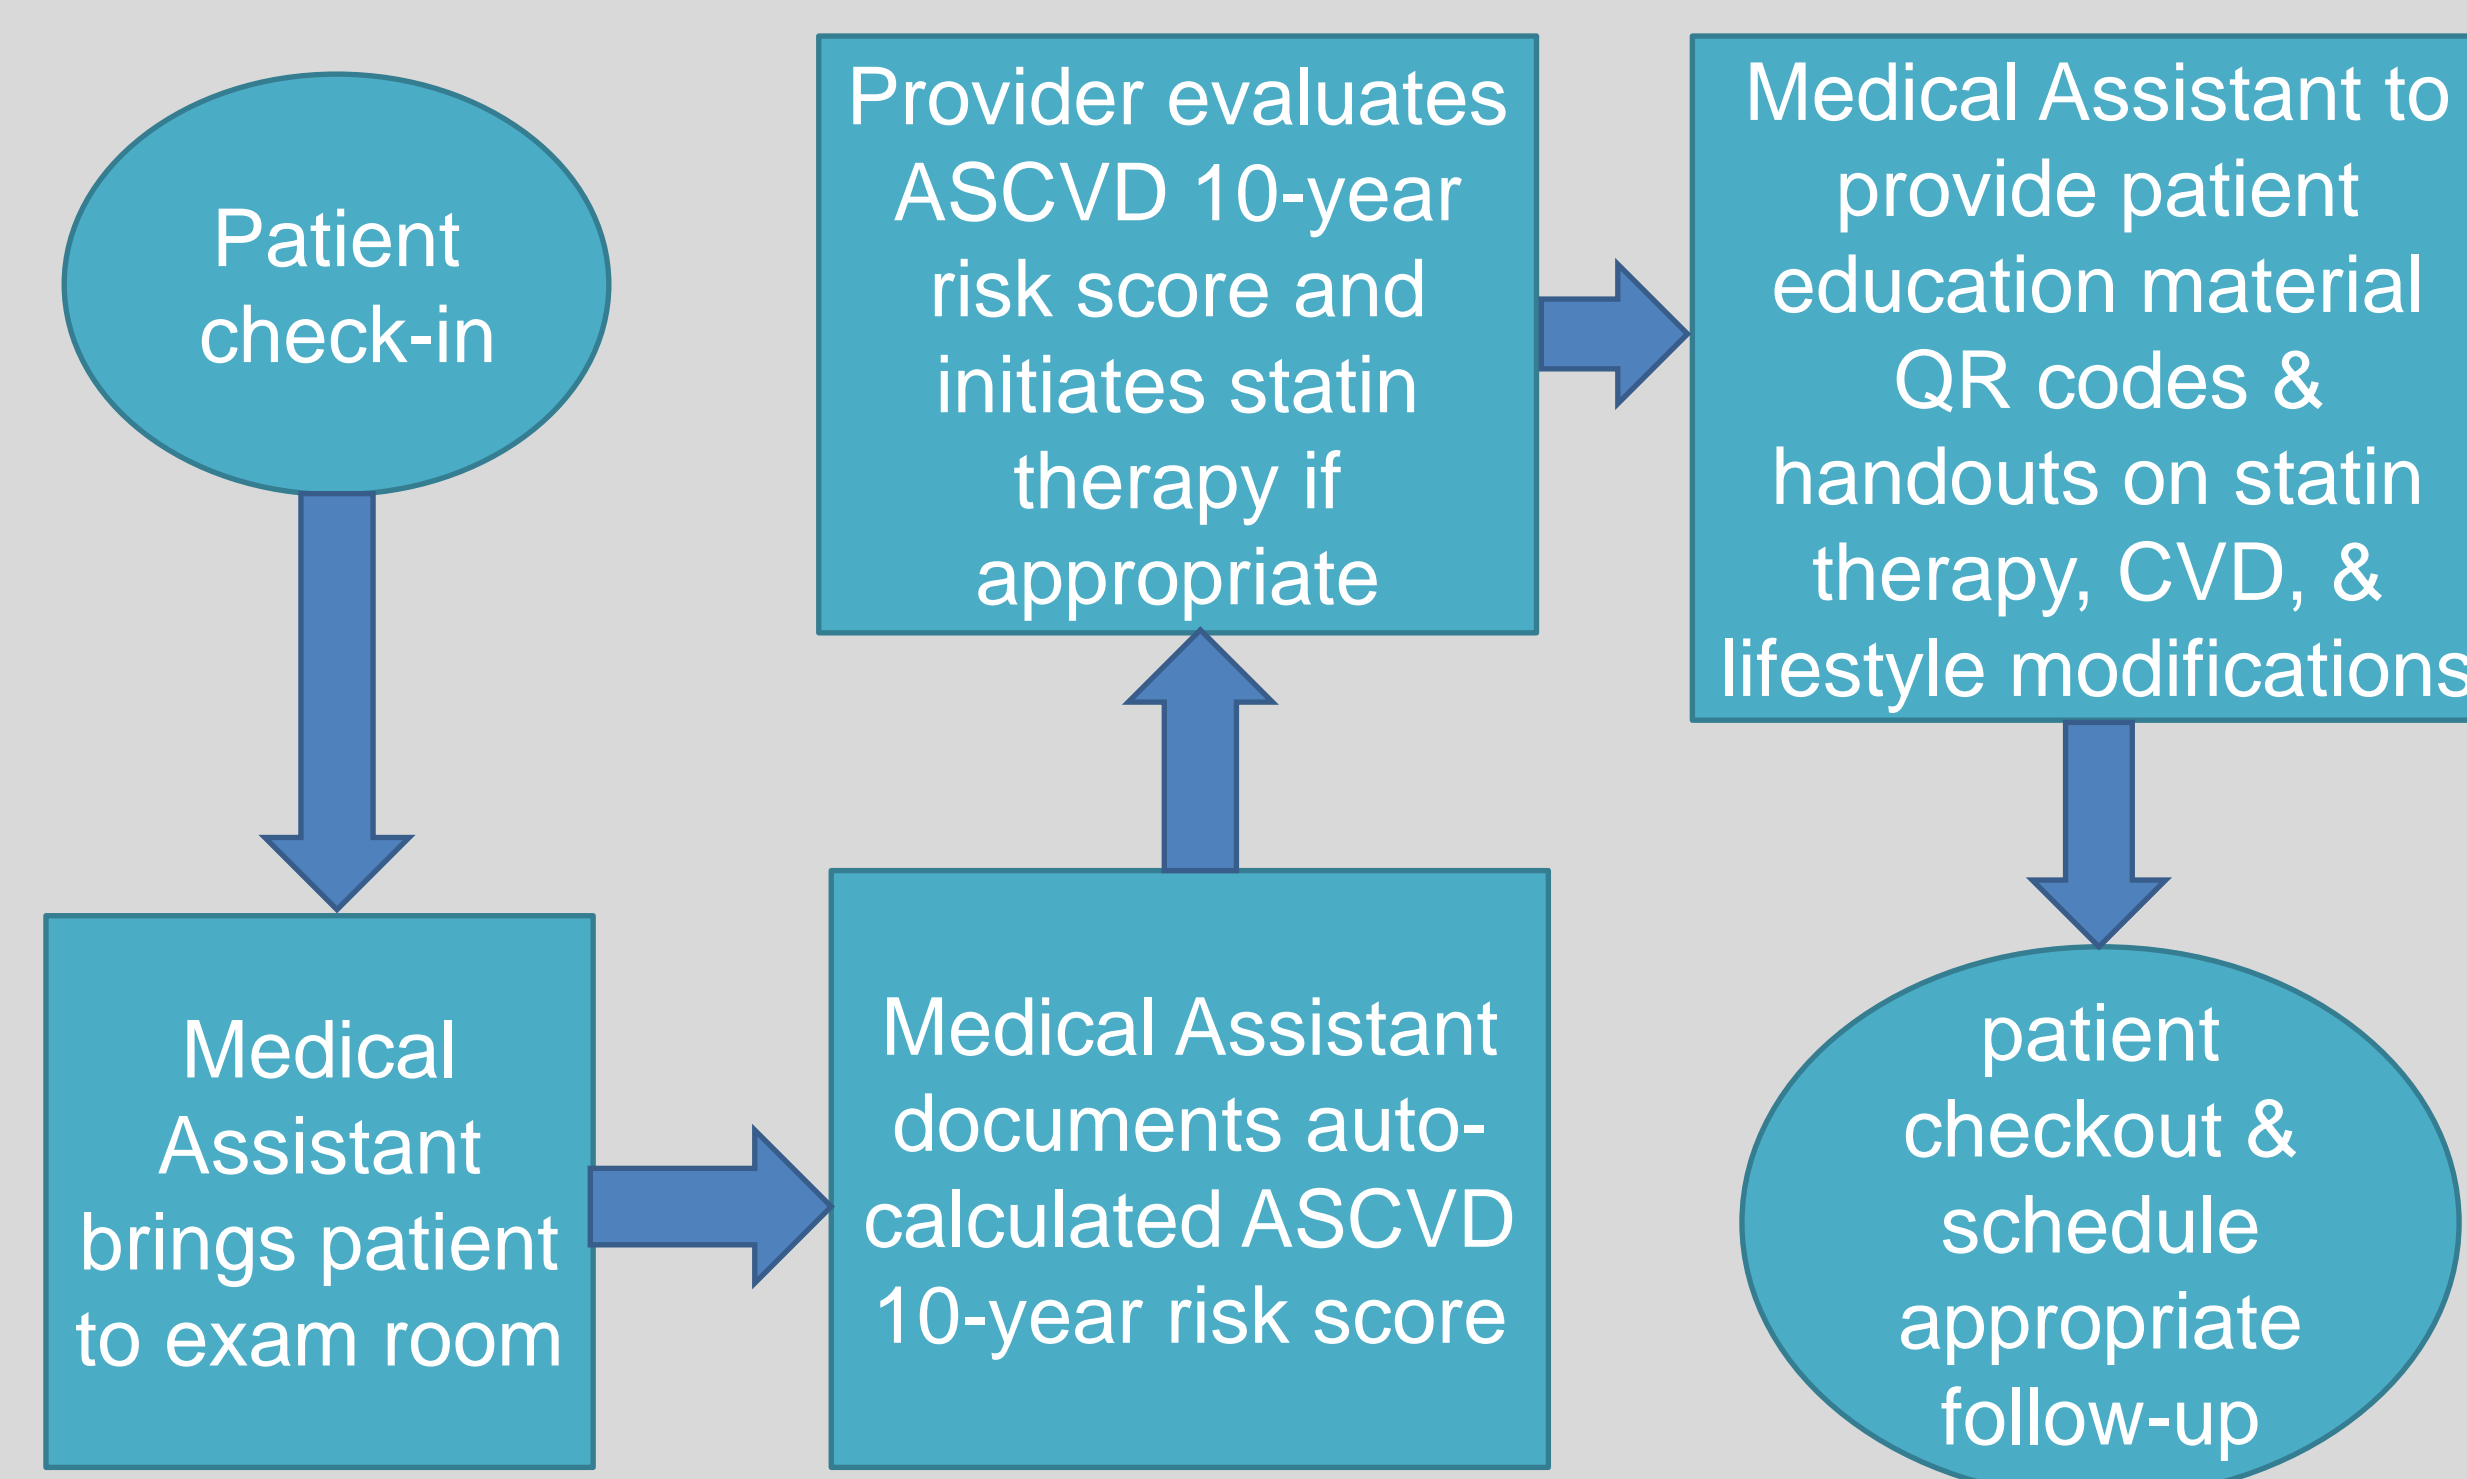 Patient
check-in
Medical
Assistant
brings patient
to exam room
Medical Assistant
documents auto-
calculated ASCVD
10-year risk score
Provider evaluates
ASCVD 10-year
risk score and
initiates statin
therapy if
appropriate
Medical Assistant to
provide patient
education material
QR codes &
handouts on statin
therapy, CVD, &
lifestyle modifications
patient
checkout &
schedule
appropriate
follow-up